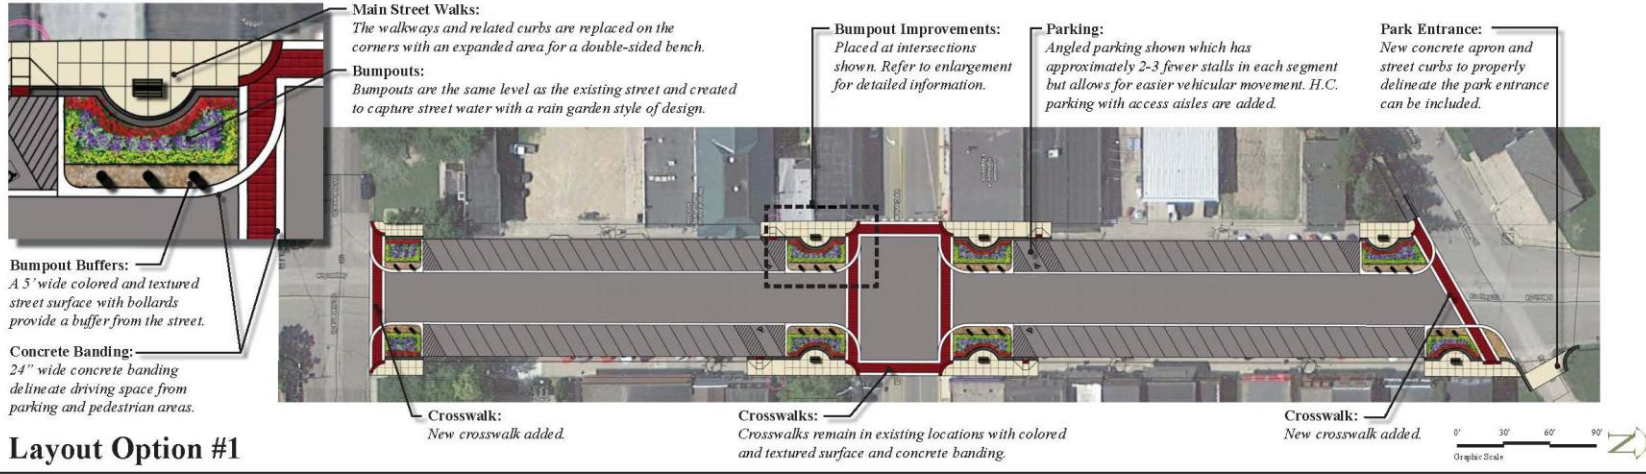 Main Street Walks:
The walkways and related curbs are replaced on the
corners with an expanded area for a double-sided bench.
Bumpouts:
Bumpouts are the same level as the existing street and created
to capture street water with a rain garden style of design.
Bumpout Improvements:
Placed at intersections
shown. Refer to enlargement
for detailed information.
Parking:
Angled parking shown which has
approximately 2-3 fewer stalls in each segment
but allows for easier vehicular movement. H.C.
parking with access aisles are added.
Park Entrance:
New concrete apron and
street curbs to properly
delineate the park entrance
can be included.
Bumpout Buffers:
A 5' wide colored and textured
street surface with bollards
provide a buffer from the street.
Concrete Banding:
24" wide concrete banding
delineate driving space from
parking and pedestrian areas.
Crosswalk:
New crosswalk added.
Crosswalks:
Crosswalks remain in existing locations with colored
and textured surface and concrete banding.
Crosswalk:
New crosswalk added.
0' 30' 60' 90'
Graphic Scale
N
Layout Option #1